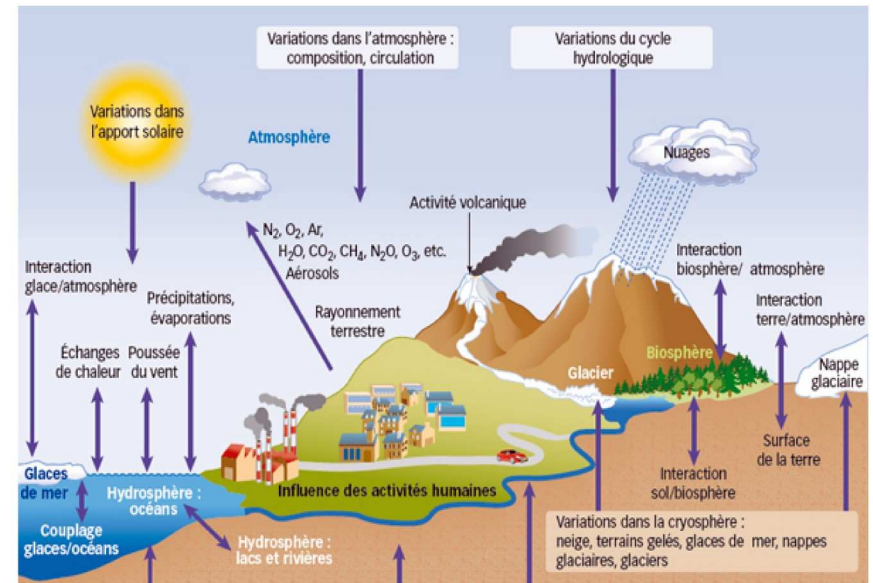 Variations dans l'atmosphère :
composition, circulation
Variations du cycle
hydrologique
Variations dans
l'apport solaire
Atmosphère
Nuages
Activité volcanique
N₂, O₂, Ar,
H₂O, CO₂, CH₄, N₂O, O₃, etc.
Aérosols
Interaction
glace/atmosphère
Précipitations,
évaporations
Rayonnement
terrestre
Interaction
biosphère/ atmosphère
Interaction
terre/atmosphère
Échanges
de chaleur
Poussée
du vent
Biosphère
Glacier
Nappe
glaciaire
Glaces
de mer
Hydrosphère :
océans
Influence des activités humaines
Interaction
sol/biosphère
Surface
de la terre
Couplage
glaces/océans
Hydrosphère :
lacs et rivières
Variations dans la cryosphère :
neige, terrains gelés, glaces de mer, nappes
glaciaires, glaciers